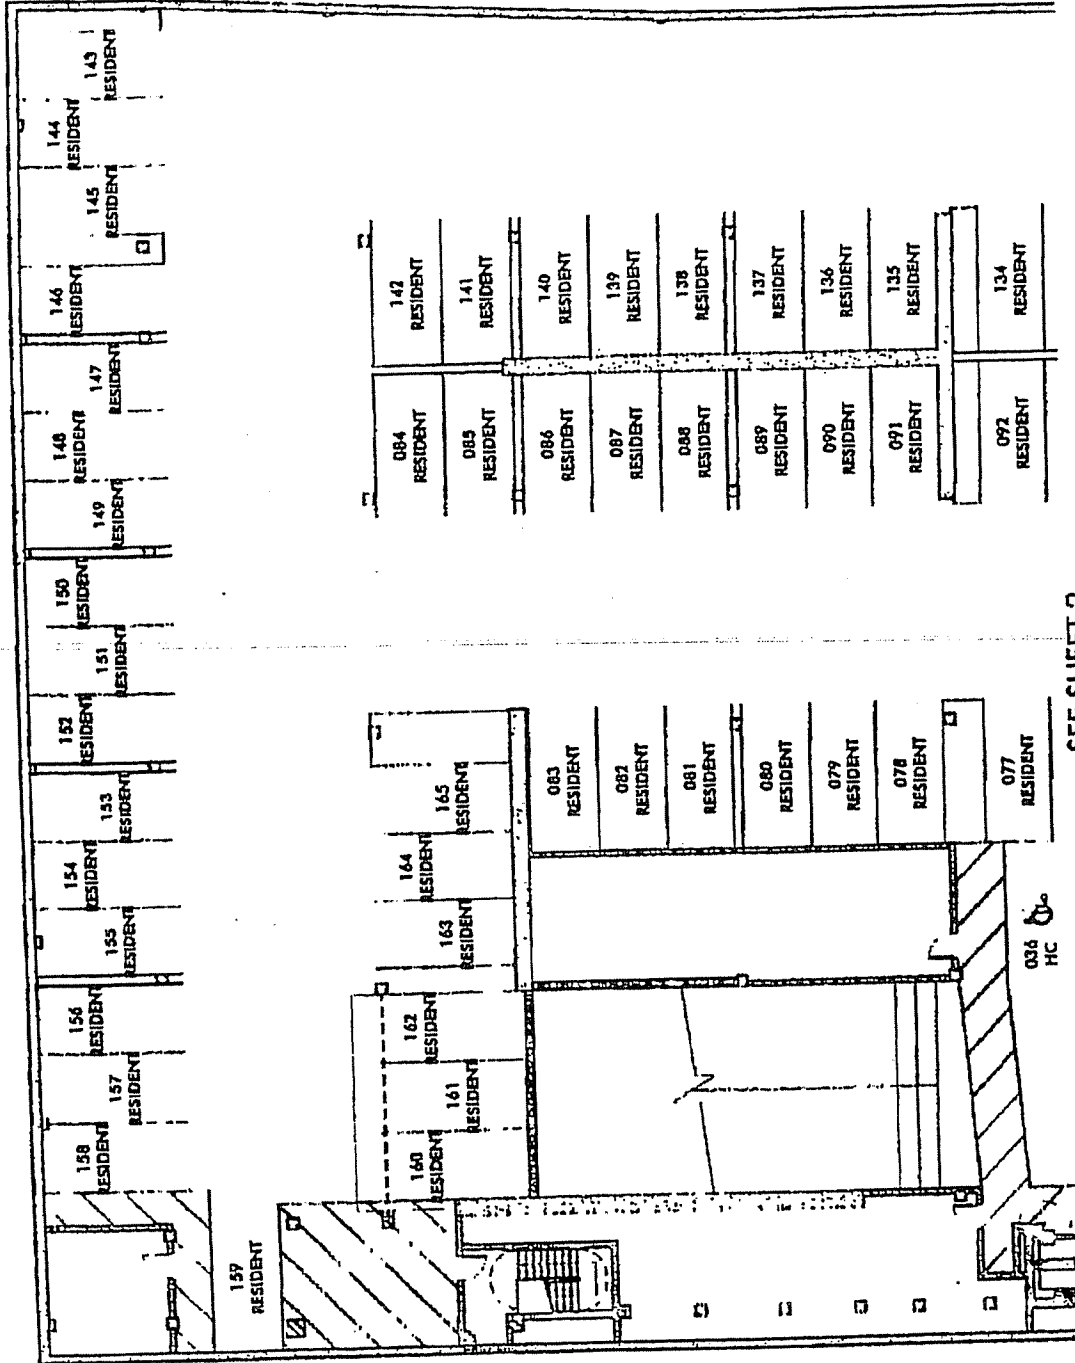 143
RESIDENT
144
RESIDENT
145
RESIDENT
146
RESIDENT
147
RESIDENT
148
RESIDENT
149
RESIDENT
150
RESIDENT
151
RESIDENT
152
RESIDENT
153
RESIDENT
154
RESIDENT
155
RESIDENT
156
RESIDENT
157
RESIDENT
158
RESIDENT
159
RESIDENT
142
RESIDENT
141
RESIDENT
140
RESIDENT
139
RESIDENT
138
RESIDENT
137
RESIDENT
136
RESIDENT
135
RESIDENT
134
RESIDENT
084
RESIDENT
085
RESIDENT
086
RESIDENT
087
RESIDENT
088
RESIDENT
089
RESIDENT
090
RESIDENT
091
RESIDENT
092
RESIDENT
165
RESIDENT
164
RESIDENT
163
RESIDENT
162
RESIDENT
161
RESIDENT
160
RESIDENT
083
RESIDENT
082
RESIDENT
081
RESIDENT
080
RESIDENT
079
RESIDENT
078
RESIDENT
077
RESIDENT
036
HC
SEE SHEET